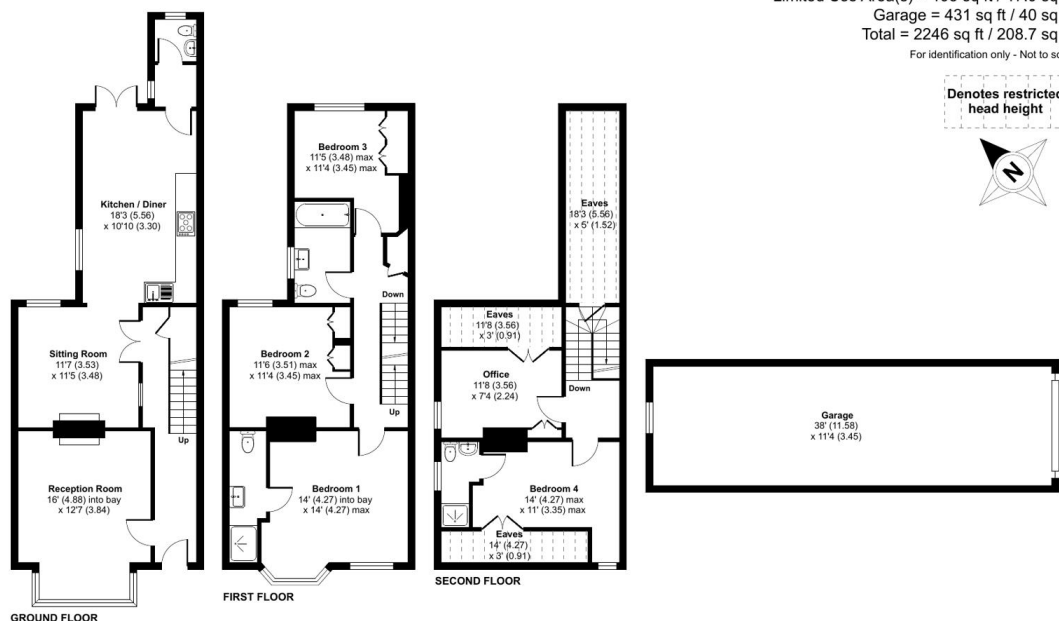 Garage = 431 sq ft / 40 sq
Total = 2246 sq ft / 208.7 sq
For identification only - Not to
Denotes restricted
head height
N
Kitchen / Diner
18'3 (5.56)
x 10'10 (3.30)
Sitting Room
11'7 (3.53)
x 11'5 (3.48)
Up
Reception Room
16' (4.88) into bay
x 12'7 (3.84)
GROUND FLOOR
Bedroom 3
11'5 (3.48) max
x 11'4 (3.45) max
Down
Bedroom 2
11'6 (3.51) max
x 11'4 (3.45) max
Up
Bedroom 1
14' (4.27) into bay
x 14' (4.27) max
FIRST FLOOR
Eaves
18'3 (5.56)
x 5' (1.52)
Eaves
11'8 (3.56)
x 3' (0.91)
Office
11'8 (3.56)
x 7'4 (2.24)
Down
Bedroom 4
14' (4.27) max
x 11' (3.35) max
Eaves
14' (4.27)
x 3' (0.91)
SECOND FLOOR
Garage
38' (11.58)
x 11'4 (3.45)